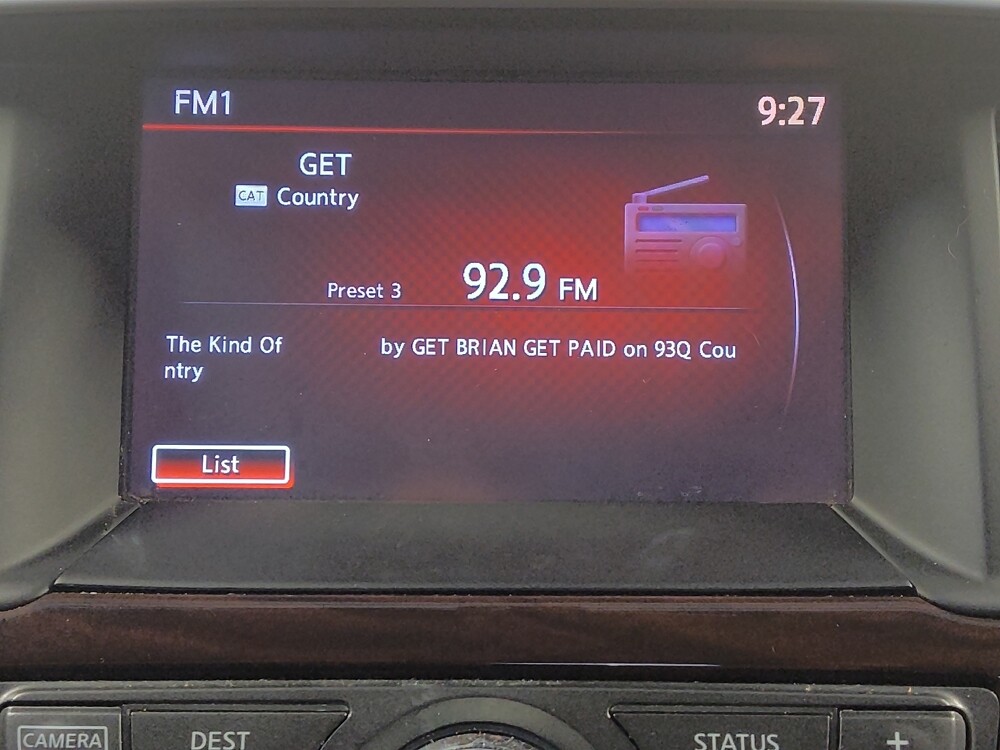 FM1 9:27
GET
CAT Country
Preset 3 92.9 FM
The Kind Of by GET BRIAN GET PAID on 93Q Cou
ntry
List
CAMERA DEST STATUS +